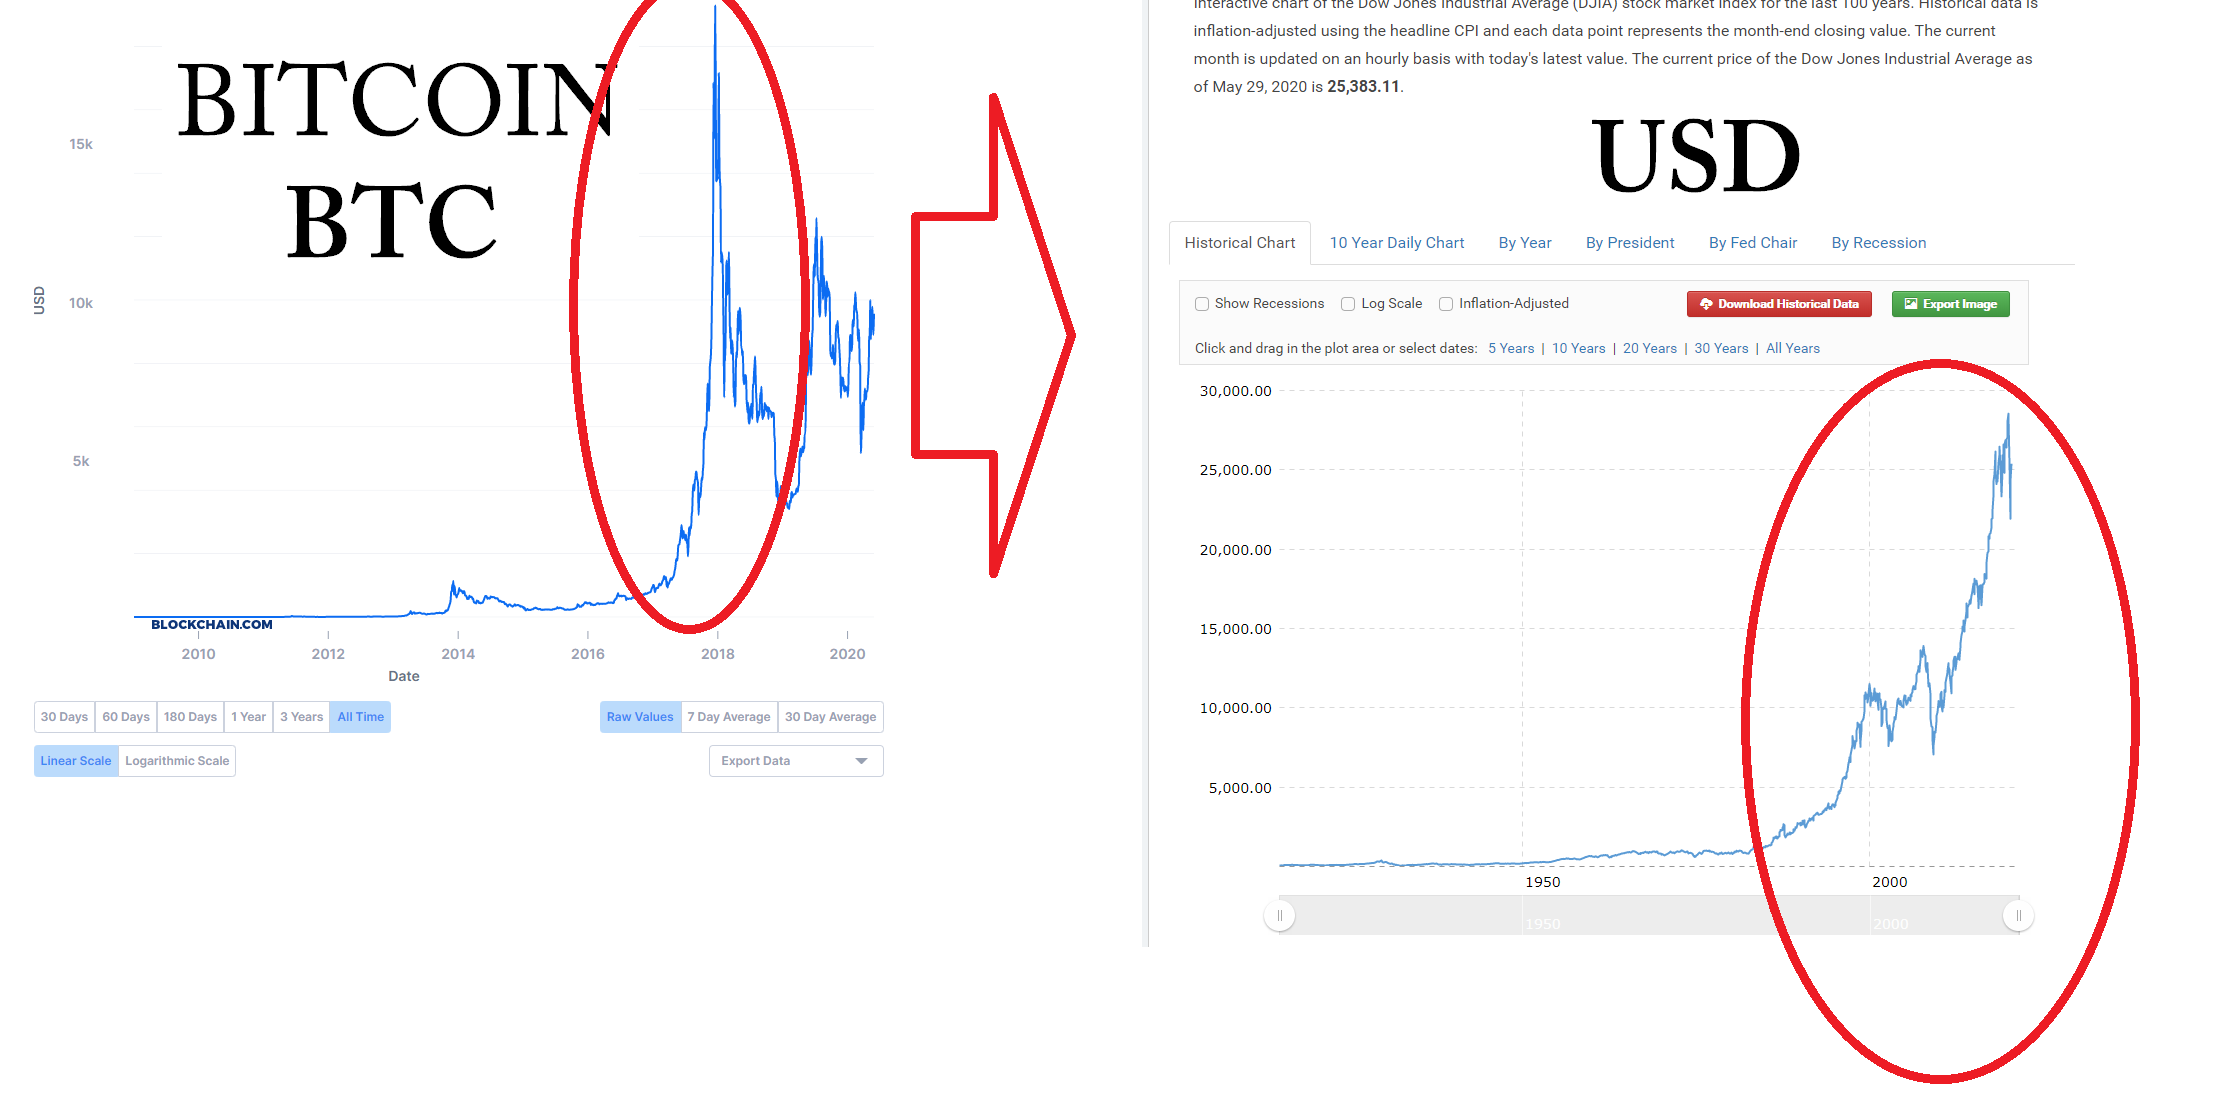 BITCOIN
BTC
15k
10k
5k
USD
BLOCKCHAIN.COM
2010 2012 2014 2016 2018 2020
Date
30 Days 60 Days 180 Days 1 Year 3 Years All Time
Raw Values 7 Day Average 30 Day Average
Linear Scale Logarithmic Scale
Export Data
Interactive chart of the Dow Jones Industrial Average (DJIA) stock market index for the last 100 years. Historical data is
inflation-adjusted using the headline CPI and each data point represents the month-end closing value. The current
month is updated on an hourly basis with today's latest value. The current price of the Dow Jones Industrial Average as
of May 29, 2020 is 25,383.11.
USD
Historical Chart 10 Year Daily Chart By Year By President By Fed Chair By Recession
Show Recessions Log Scale Inflation-Adjusted Download Historical Data Export Image
Click and drag in the plot area or select dates: 5 Years | 10 Years | 20 Years | 30 Years | All Years
30,000.00
25,000.00
20,000.00
15,000.00
10,000.00
5,000.00
1950 2000
1950 2000